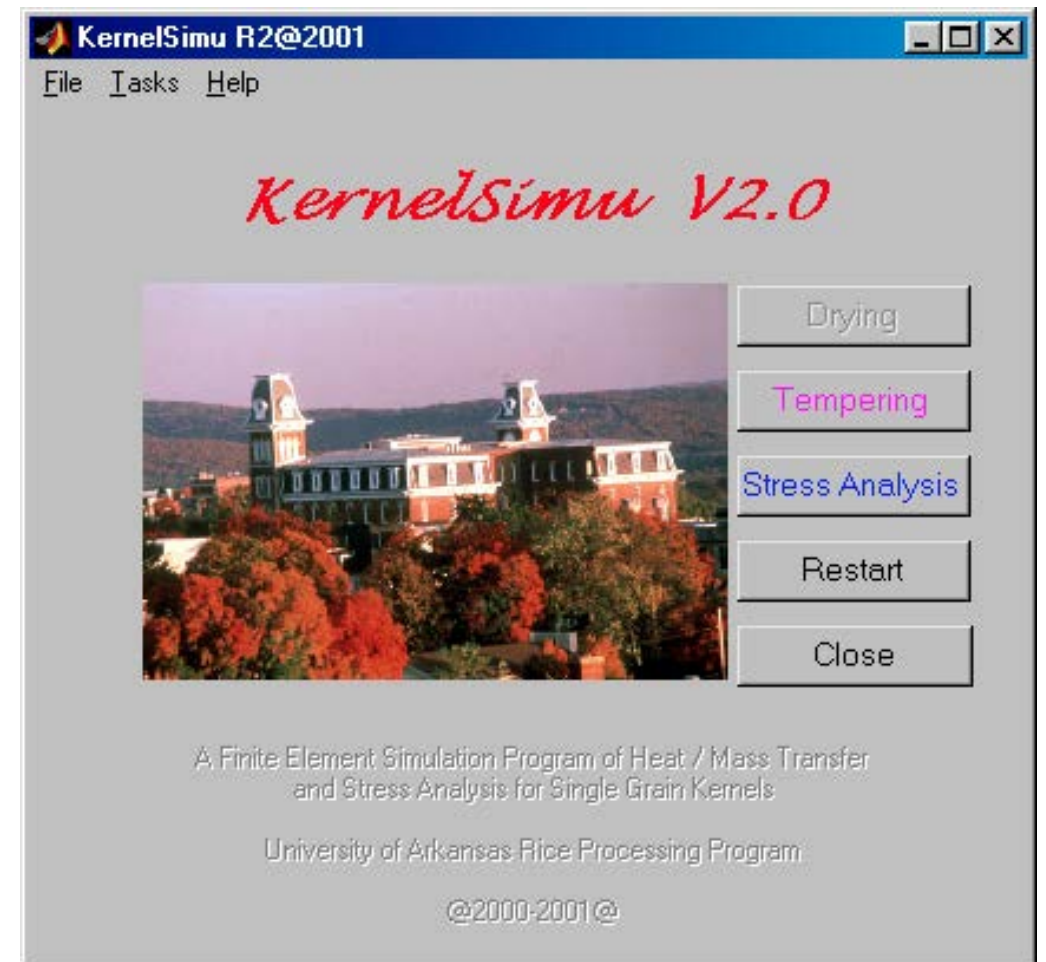 KernelSimu R2@2001
File Tasks Help
KernelSimu V2.0
Drying
Tempering
Stress Analysis
Restart
Close
A Finite Element Simulation Program of Heat / Mass Transfer
and Stress Analysis for Single Grain Kernels
University of Arkansas Rice Processing Program
@2000-2001@